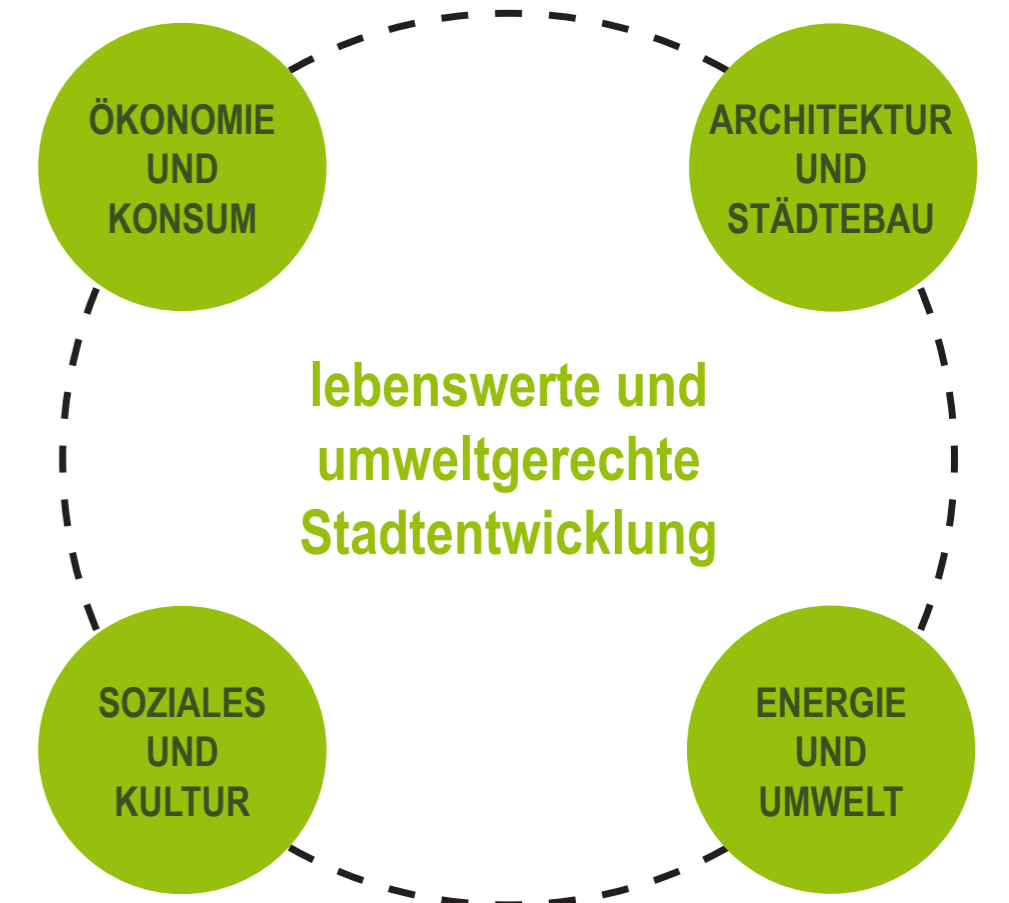 ÖKONOMIE
UND
KONSUM
ARCHITEKTUR
UND
STÄDTEBAU
lebenswerte und
umweltgerechte
Stadtentwicklung
SOZIALES
UND
KULTUR
ENERGIE
UND
UMWELT